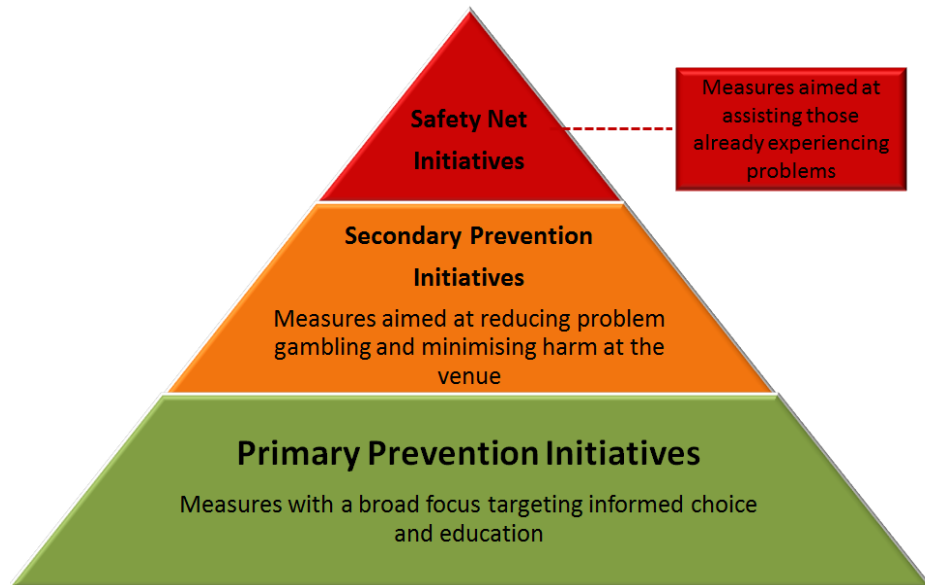 Safety Net
Initiatives
Measures aimed at
assisting those
already experiencing
problems
Secondary Prevention
Initiatives
Measures aimed at reducing problem
gambling and minimising harm at the
venue
Primary Prevention Initiatives
Measures with a broad focus targeting informed choice
and education